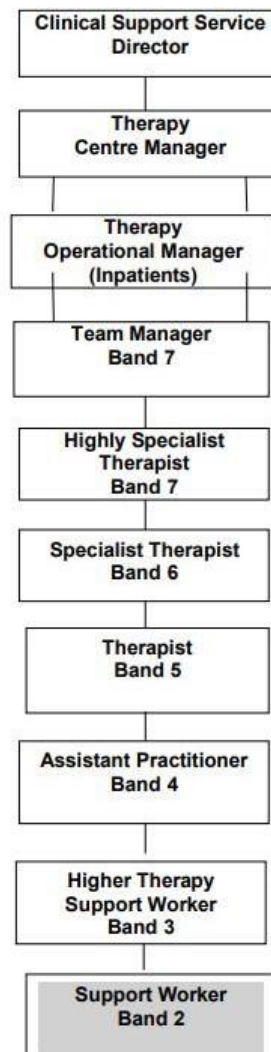 Clinical Support Service
Director
Therapy
Centre Manager
Therapy
Operational Manager
(Inpatients)
Team Manager
Band 7
Highly Specialist
Therapist
Band 7
Specialist Therapist
Band 6
Therapist
Band 5
Assistant Practitioner
Band 4
Higher Therapy
Support Worker
Band 3
Support Worker
Band 2